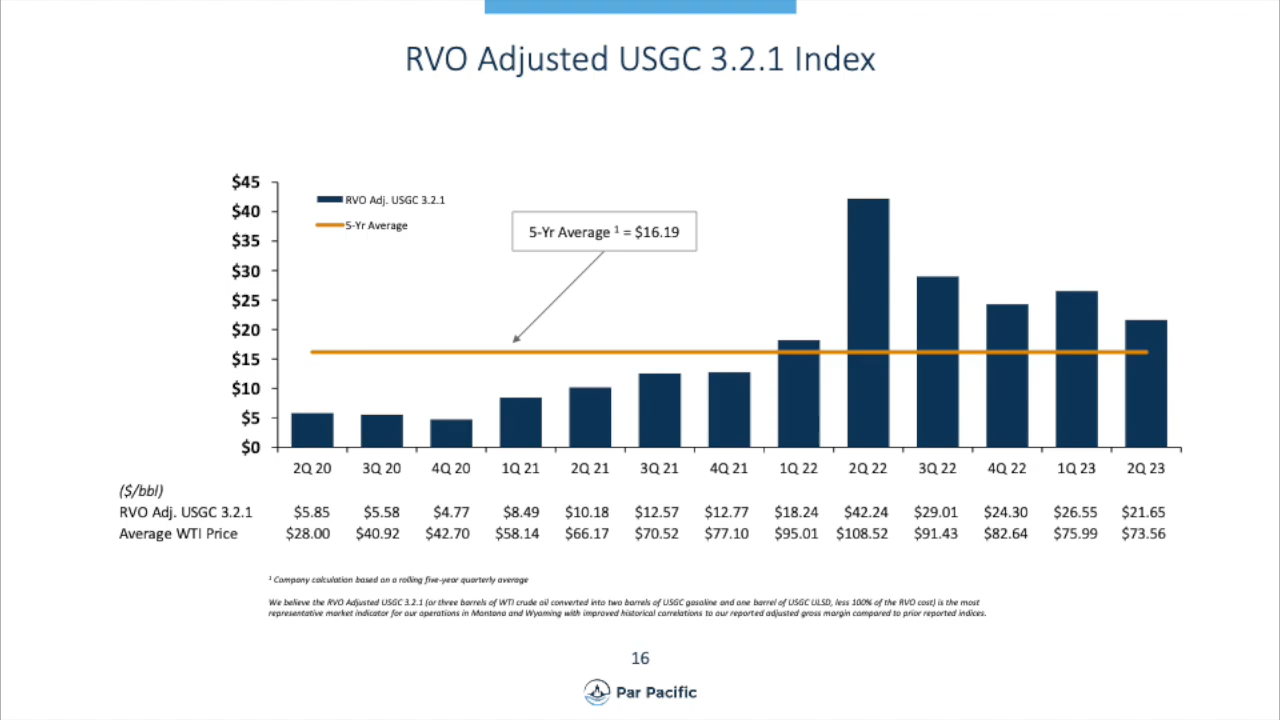 RVO Adjusted USGC 3.2.1 Index
$45
$40
$35
$30
$25
$20
$15
$10
$5
$0
RVO Adj. USGC 3.2.1
5-Yr Average
5-Yr Average ¹ = $16.19
2Q 20 3Q 20 4Q 20 1Q 21 2Q 21 3Q 21 4Q 21 1Q 22 2Q 22 3Q 22 4Q 22 1Q 23 2Q 23
($/bbl)
RVO Adj. USGC 3.2.1 $5.85 $5.58 $4.77 $8.49 $10.18 $12.57 $12.77 $18.24 $42.24 $29.01 $24.30 $26.55 $21.65
Average WTI Price $28.00 $40.92 $42.70 $58.14 $66.17 $70.52 $77.10 $95.01 $108.52 $91.43 $82.64 $75.99 $73.56
¹ Company calculation based on a rolling five-year quarterly average
We believe the RVO Adjusted USGC 3.2.1 (or three barrels of WTI crude oil converted into two barrels of USGC gasoline and one barrel of USGC ULSD, less 100% of the RVO cost) is the most
representative market indicator for our operations in Montana and Wyoming with improved historical correlations to our reported adjusted gross margin compared to prior reported indices.
16
Par Pacific